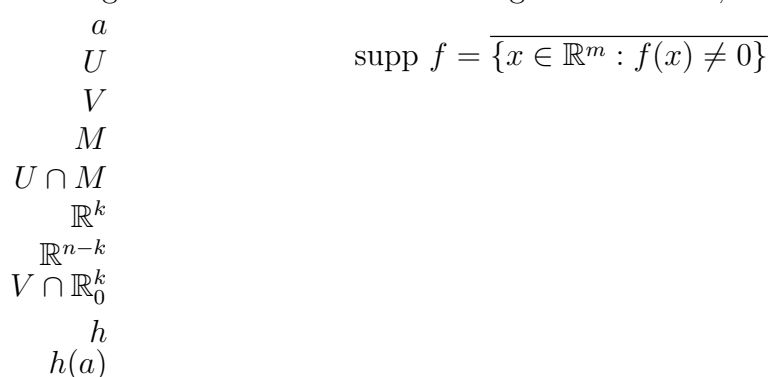 a
supp f = \overline{\{x ∈ ℝ^m : f(x) ≠ 0\}}
U
V
M
U ∩ M
ℝ^k
ℝ^{n−k}
V ∩ ℝ^k_0
h
h(a)